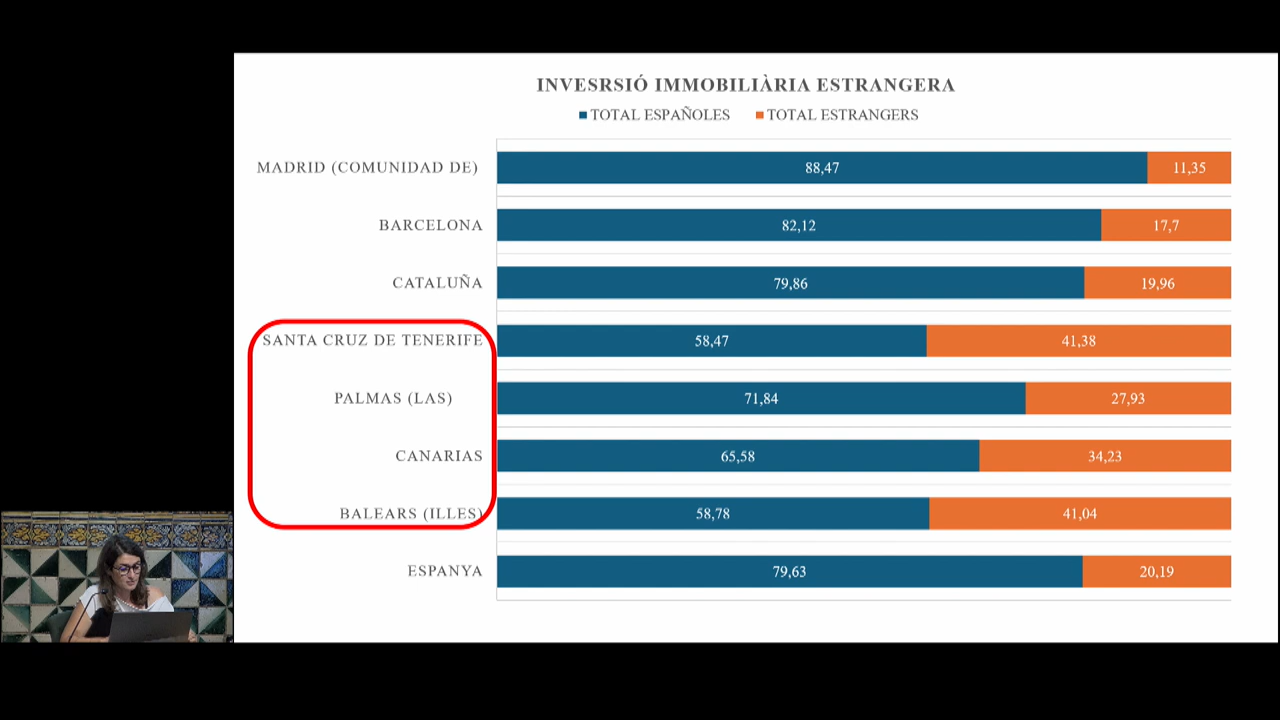 INVESRSIÓ IMMOBILIÀRIA ESTRANGERA
TOTAL ESPAÑOLES TOTAL ESTRANGERS
MADRID (COMUNIDAD DE) 88,47 11,35
BARCELONA 82,12 17,7
CATALUÑA 79,86 19,96
SANTA CRUZ DE TENERIFE 58,47 41,38
PALMAS (LAS) 71,84 27,93
CANARIAS 65,58 34,23
BALEARS (ILLES) 58,78 41,04
ESPANYA 79,63 20,19